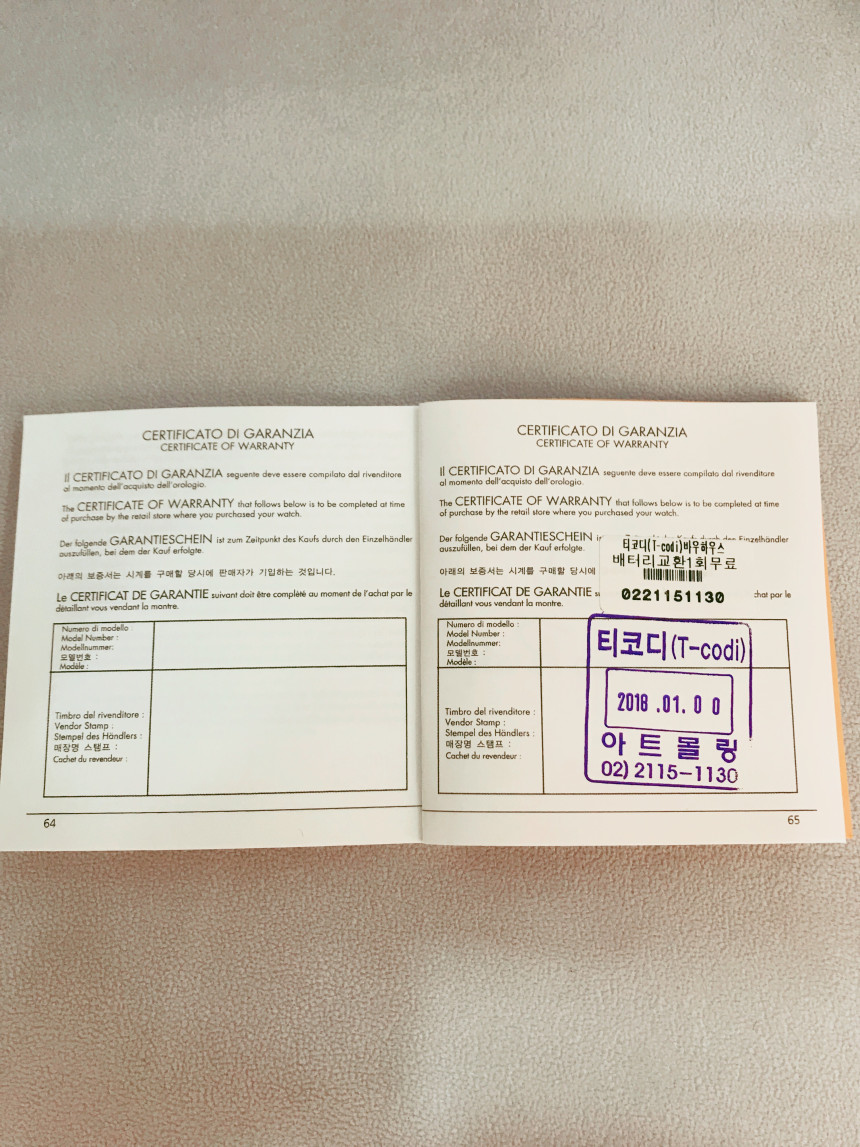 CERTIFICATO DI GARANZIA
CERTIFICATE OF WARRANTY
Il CERTIFICATO DI GARANZIA seguente deve essere compilato dal rivenditore
al momento dell'acquisto dell'orologio.
The CERTIFICATE OF WARRANTY that follows below is to be completed at time
of purchase by the retail store where you purchased your watch.
Der folgende GARANTIESCHEIN ist zum Zeitpunkt des Kaufs durch den Einzelhändler
auszufüllen, bei dem der Kauf erfolgte.
아래의 보증서는 시계를 구매할 당시에 판매자가 기입하는 것입니다.
Le CERTIFICAT DE GARANTIE suivant doit être complété au moment de l'achat par le
détaillant vous vendant la montre.
Numero di modello :
Model Number :
Modellnummer:
모델번호 :
Modèle :
Timbro del rivenditore :
Vendor Stamp :
Stempel des Händlers :
매장명 스탬프 :
Cachet du revendeur :
64
CERTIFICATO DI GARANZIA
CERTIFICATE OF WARRANTY
Il CERTIFICATO DI GARANZIA seguente deve essere compilato dal rivenditore
al momento dell'acquisto dell'orologio.
The CERTIFICATE OF WARRANTY that follows below is to be completed at time
of purchase by the retail store where you purchased your watch.
Der folgende GARANTIESCHEIN durch den Einzelhändler
auszufüllen, bei dem der Kauf erfolgte.
아래의 보증서는 시계를 구매할 당시에
Le CERTIFICAT DE GARANTIE par le
détaillant vous vendant la montre.
티코디(T-codi)바우하우스
배터리교환1회무료
0221151130
Numero di modello :
Model Number :
Modellnummer:
모델번호 :
Modèle :
Timbro del rivenditore :
Vendor Stamp :
Stempel des Händlers :
매장명 스탬프 :
Cachet du revendeur :
티코디(T-codi)
2018 .01. 0 0
아트몰링
02) 2115-1130
65